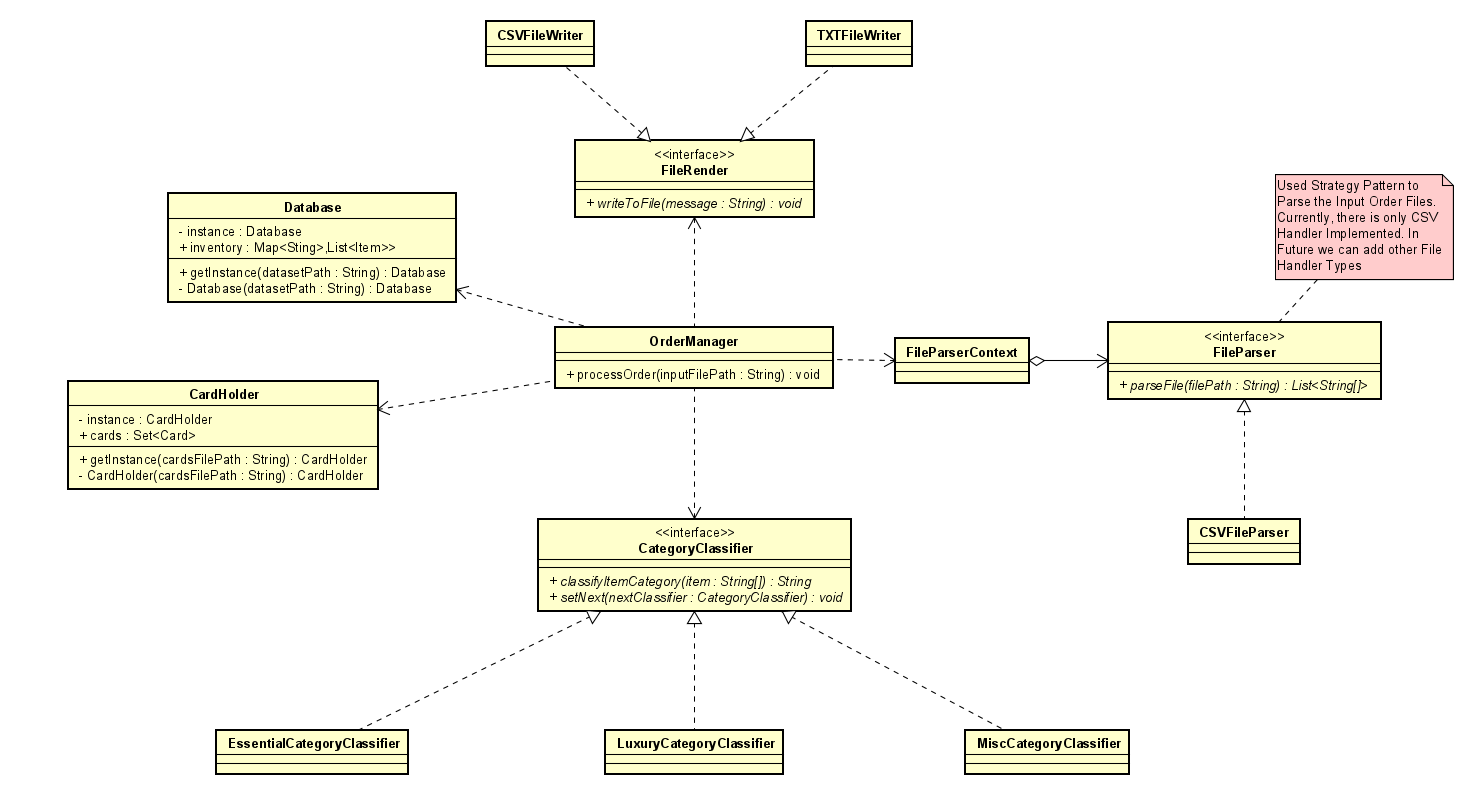 CSVFileWriter
TXTFileWriter
<<interface>>
FileRender
+ writeToFile(message : String) : void
Database
- instance : Database
+ inventory : Map<Sting>,List<Item>>
+ getInstance(datasetPath : String) : Database
- Database(datasetPath : String) : Database
Used Strategy Pattern to
Parse the Input Order Files.
Currently, there is only CSV
Handler Implemented. In
Future we can add other File
Handler Types
OrderManager
+ processOrder(inputFilePath : String) : void
FileParserContext
<<interface>>
FileParser
+ parseFile(filePath : String) : List<String[]>
CardHolder
- instance : CardHolder
+ cards : Set<Card>
+ getInstance(cardsFilePath : String) : CardHolder
- CardHolder(cardsFilePath : String) : CardHolder
<<interface>>
CategoryClassifier
+ classifyItemCategory(item : String[]) : String
+ setNext(nextClassifier : CategoryClassifier) : void
CSVFileParser
EssentialCategoryClassifier
LuxuryCategoryClassifier
MiscCategoryClassifier